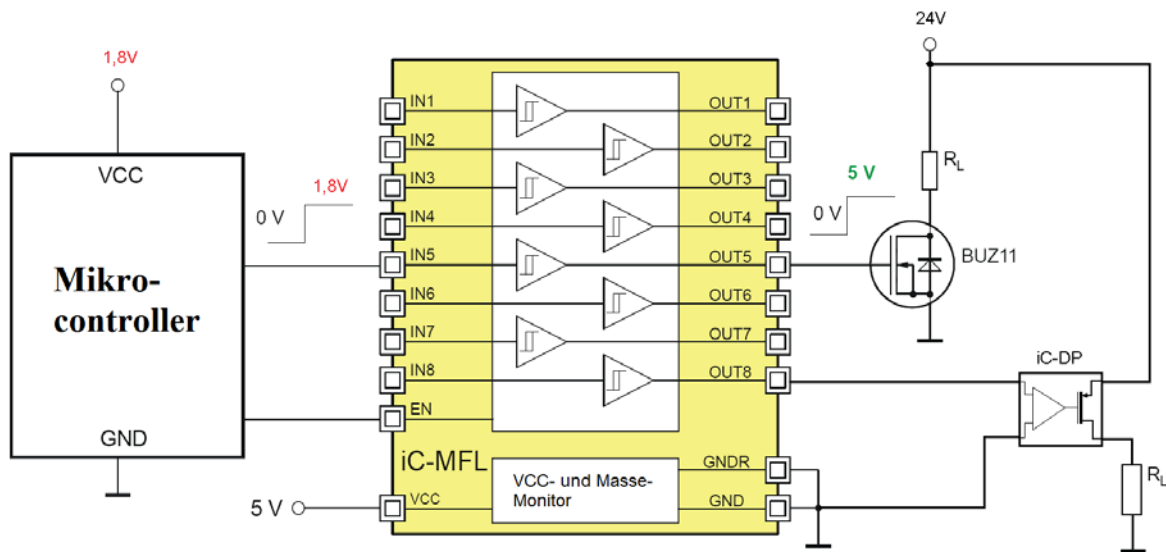 1,8V
VCC
Mikro-
controller
GND
0 V
1,8V
IN1
IN2
IN3
IN4
IN5
IN6
IN7
IN8
EN
iC-MFL
VCC
5 V
VCC- und Masse-
Monitor
OUT1
OUT2
OUT3
OUT4
OUT5
OUT6
OUT7
OUT8
GNDR
GND
0 V
5 V
24V
RL
BUZ11
iC-DP
RL